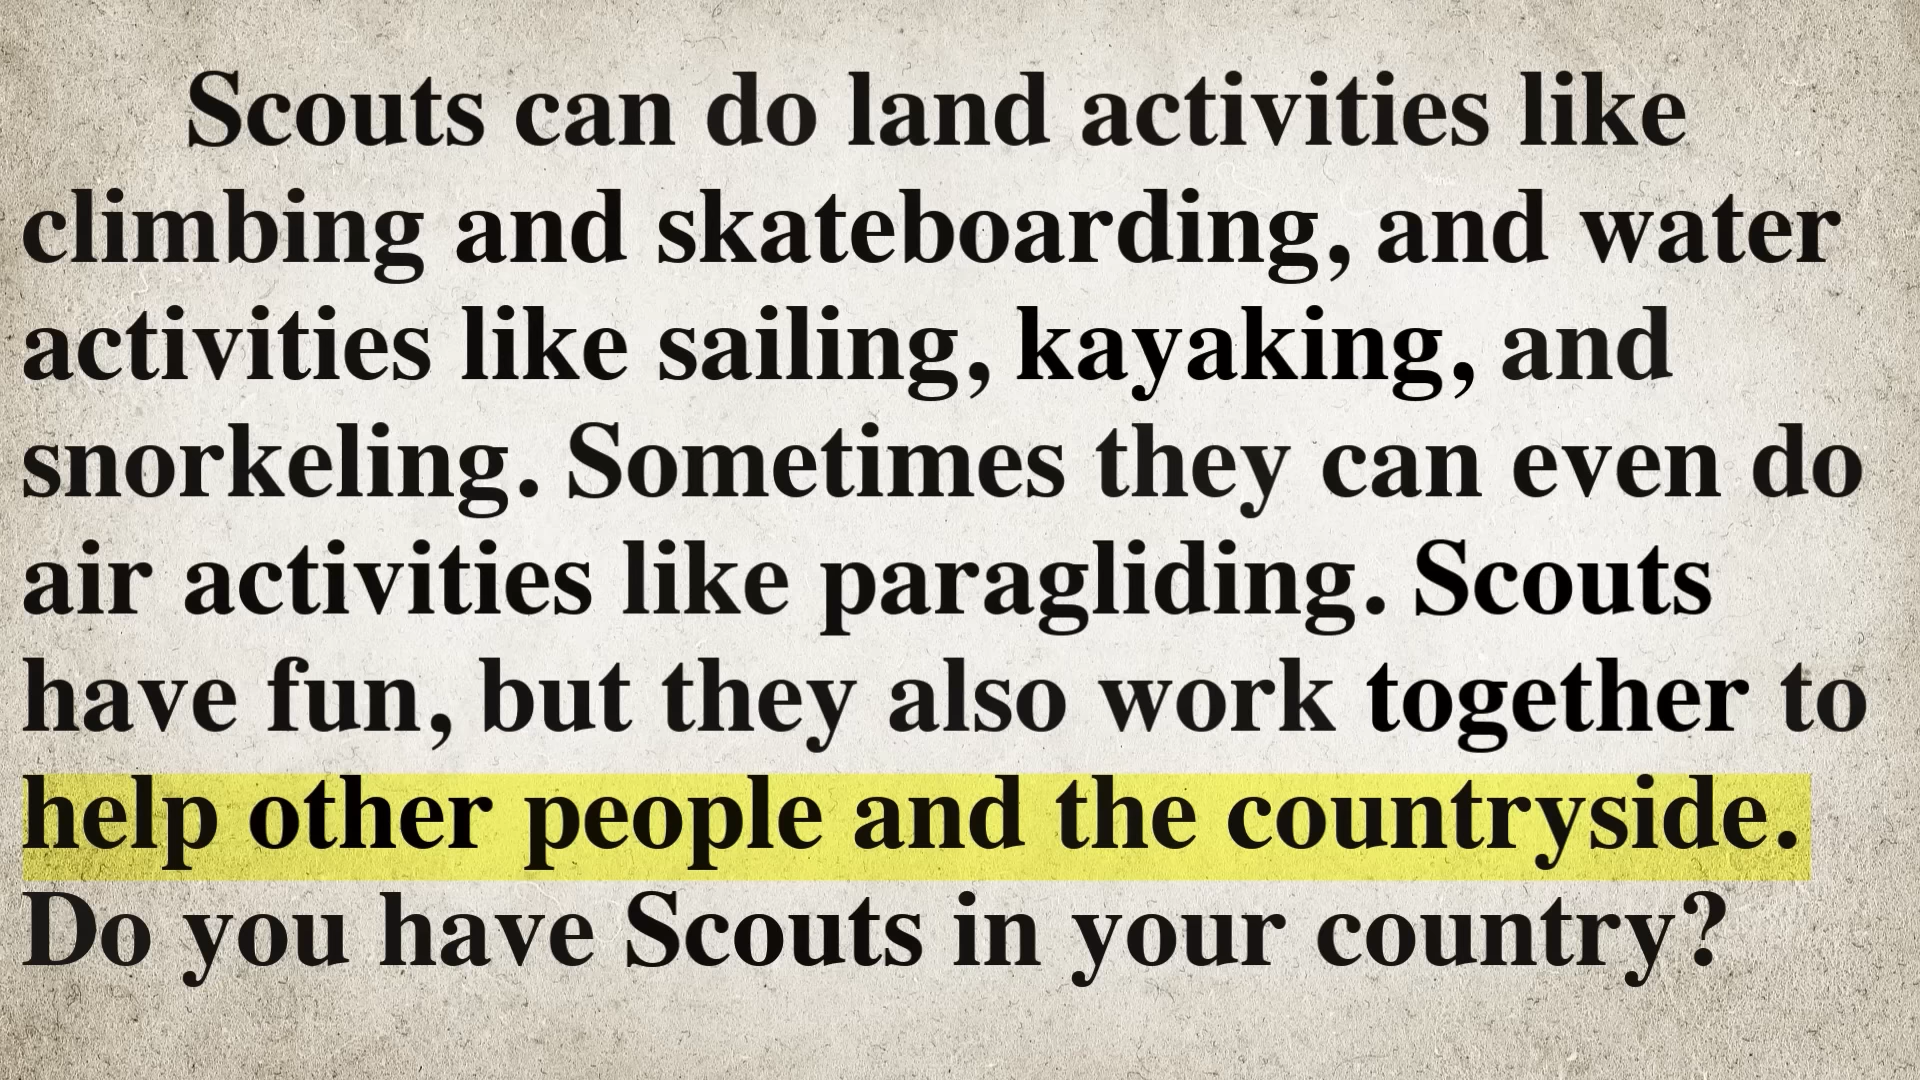 Scouts can do land activities like
climbing and skateboarding, and water
activities like sailing, kayaking, and
snorkeling. Sometimes they can even do
air activities like paragliding. Scouts
have fun, but they also work together to
help other people and the countryside.
Do you have Scouts in your country?